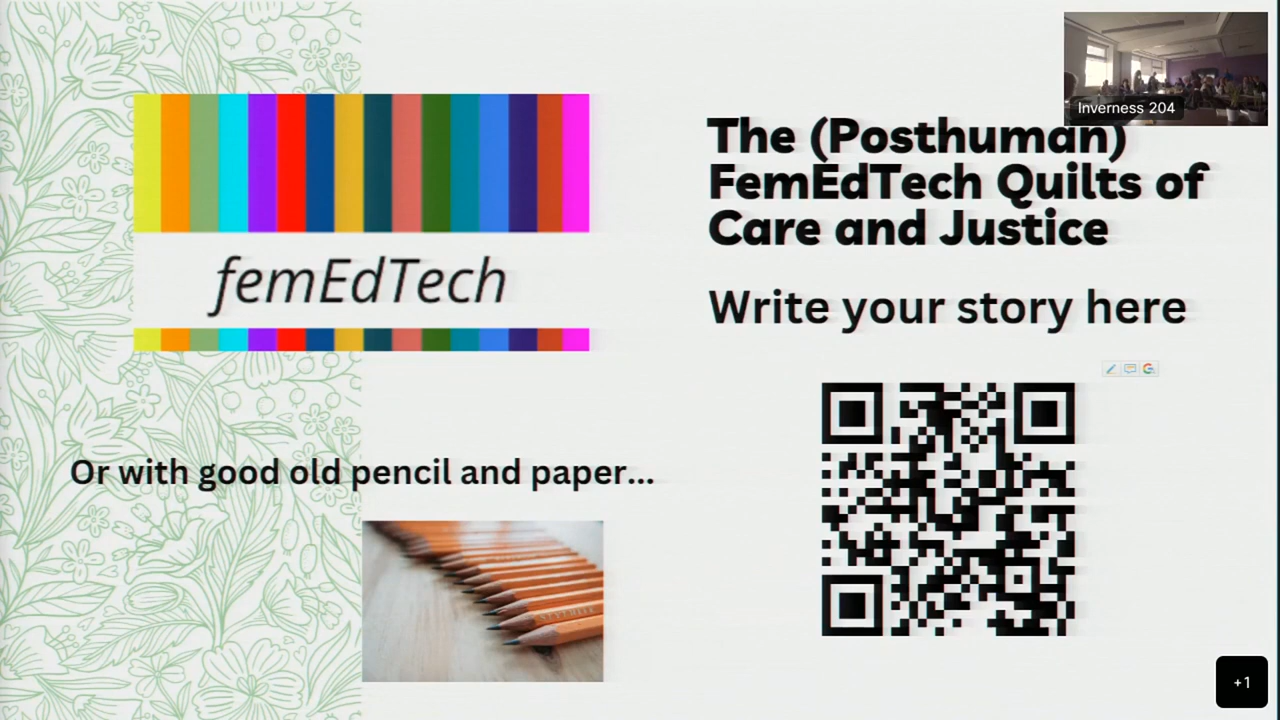 Inverness 204
The (Posthuman)
FemEdTech Quilts of
Care and Justice
femEdTech
Write your story here
Or with good old pencil and paper...
+1